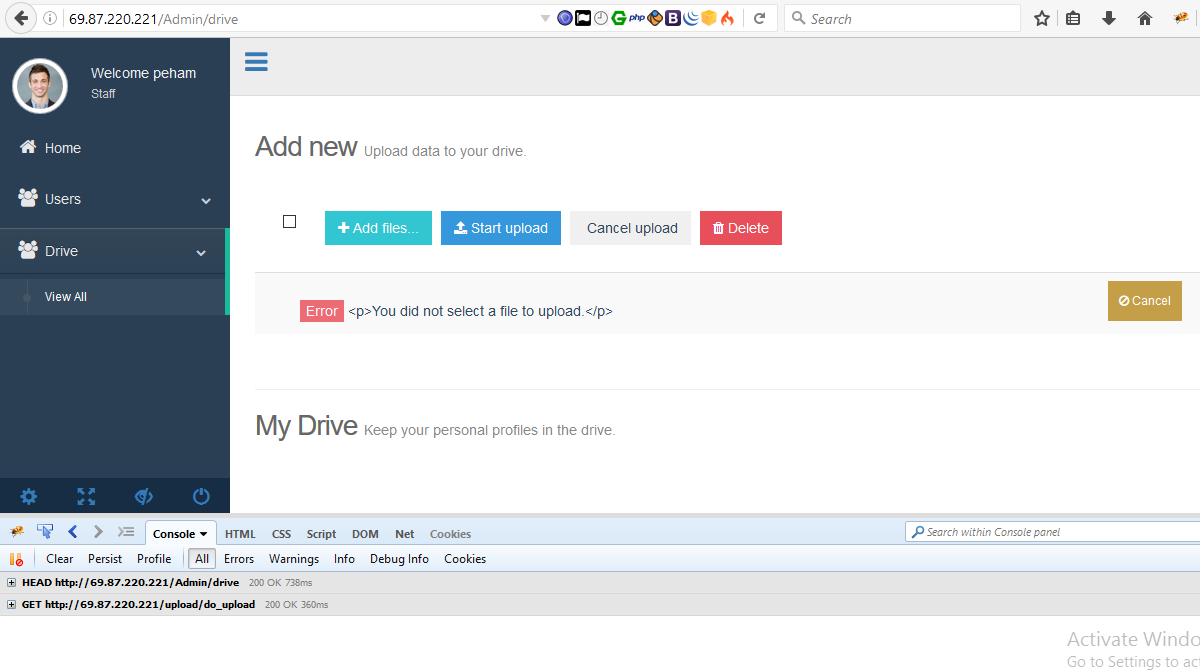 69.87.220.221/Admin/drive
php
B
Search
Welcome peham
Staff
Home
Users
Drive
View All
Add new Upload data to your drive.
Add files...
Start upload
Cancel upload
Delete
Error <p>You did not select a file to upload.</p>
Cancel
My Drive Keep your personal profiles in the drive.
Console HTML CSS Script DOM Net Cookies
Search within Console panel
Clear Persist Profile All Errors Warnings Info Debug Info Cookies
HEAD http://69.87.220.221/Admin/drive 200 OK 738ms
GET http://69.87.220.221/upload/do_upload 200 OK 360ms
Activate Windo
Go to Settings to act